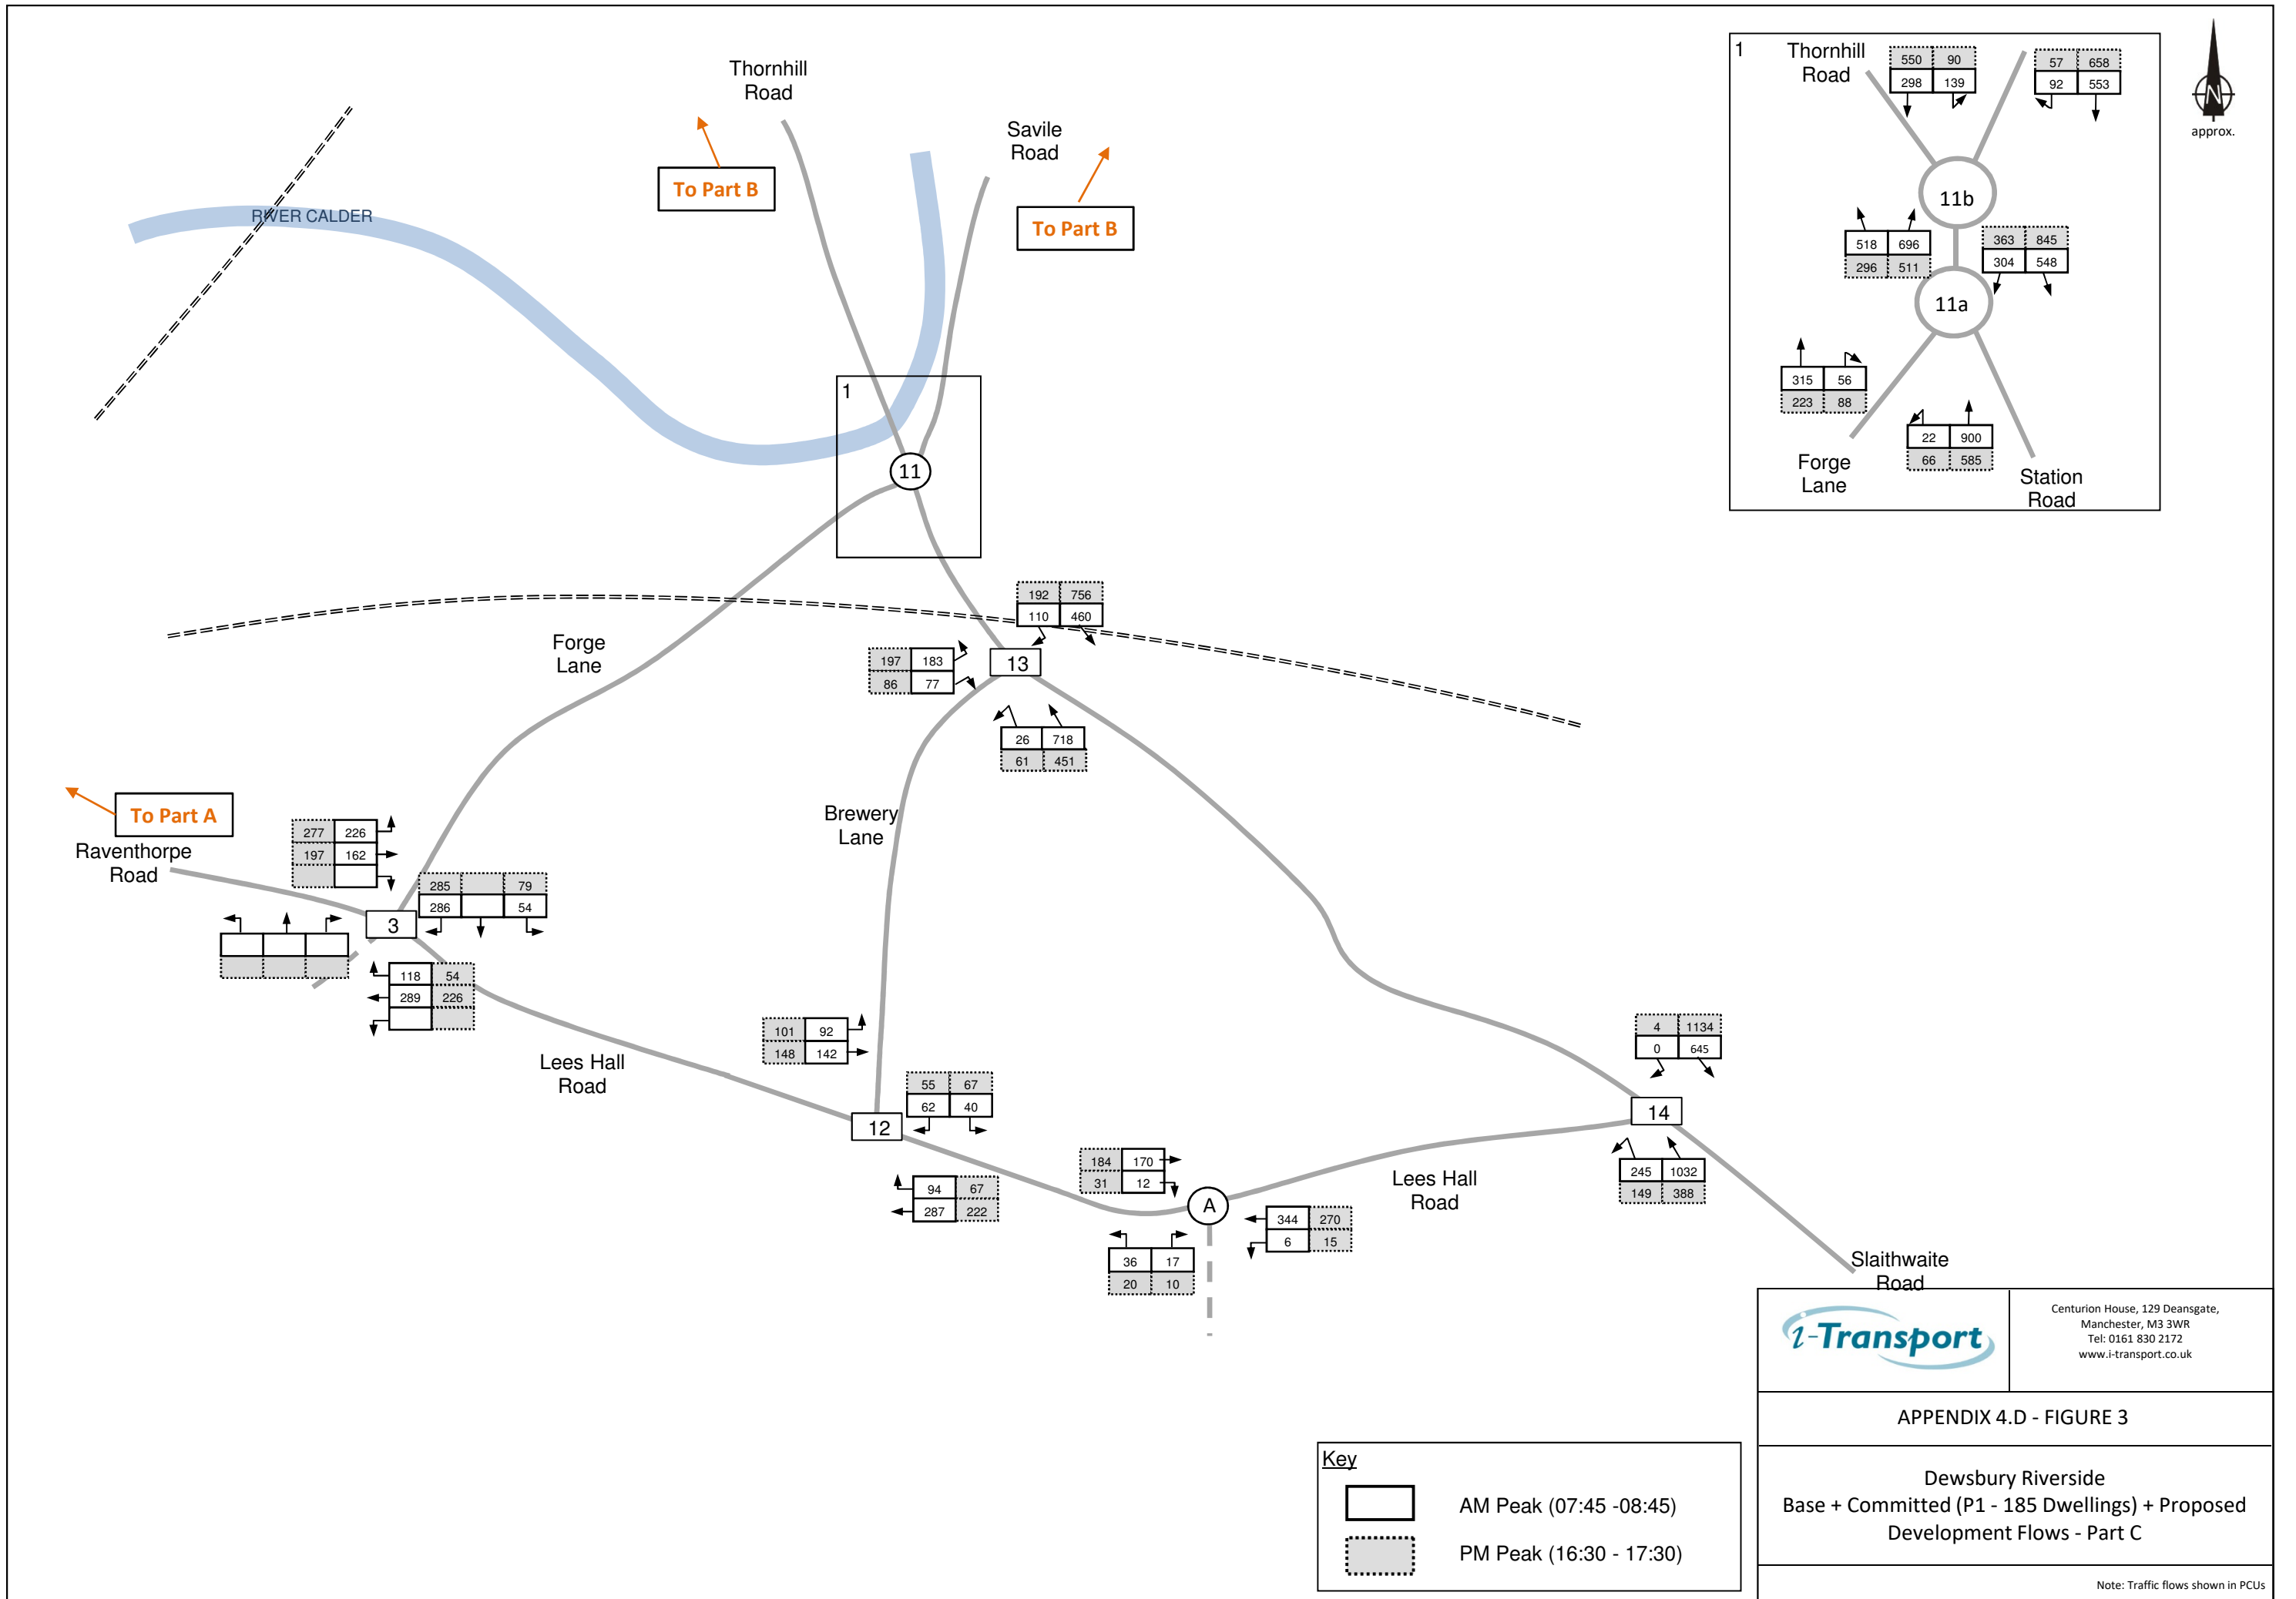 Thornhill
Road
Savile
Road
To Part B
To Part B
RIVER CALDER
1
11
1
Thornhill
Road
550 90
298 139
57 658
92 553
11b
518 696
296 511
363 845
304 548
11a
315 56
223 88
22 900
66 585
Forge
Lane
Station
Road
N
approx.
192 756
110 460
13
197 183
86 77
26 718
61 451
Forge
Lane
Brewery
Lane
To Part A
Raventhorpe
Road
277 226
197 162
285 79
286 54
3
118 54
289 226
Lees Hall
Road
101 92
148 142
55 67
62 40
12
94 67
287 222
184 170
31 12
A
344 270
6 15
36 17
20 10
Lees Hall
Road
4 1134
0 645
14
245 1032
149 388
Slaithwaite
Road
Key
AM Peak (07:45 -08:45)
PM Peak (16:30 - 17:30)
i-Transport
Centurion House, 129 Deansgate,
Manchester, M3 3WR
Tel: 0161 830 2172
www.i-transport.co.uk
APPENDIX 4.D - FIGURE 3
Dewsbury Riverside
Base + Committed (P1 - 185 Dwellings) + Proposed
Development Flows - Part C
Note: Traffic flows shown in PCUs